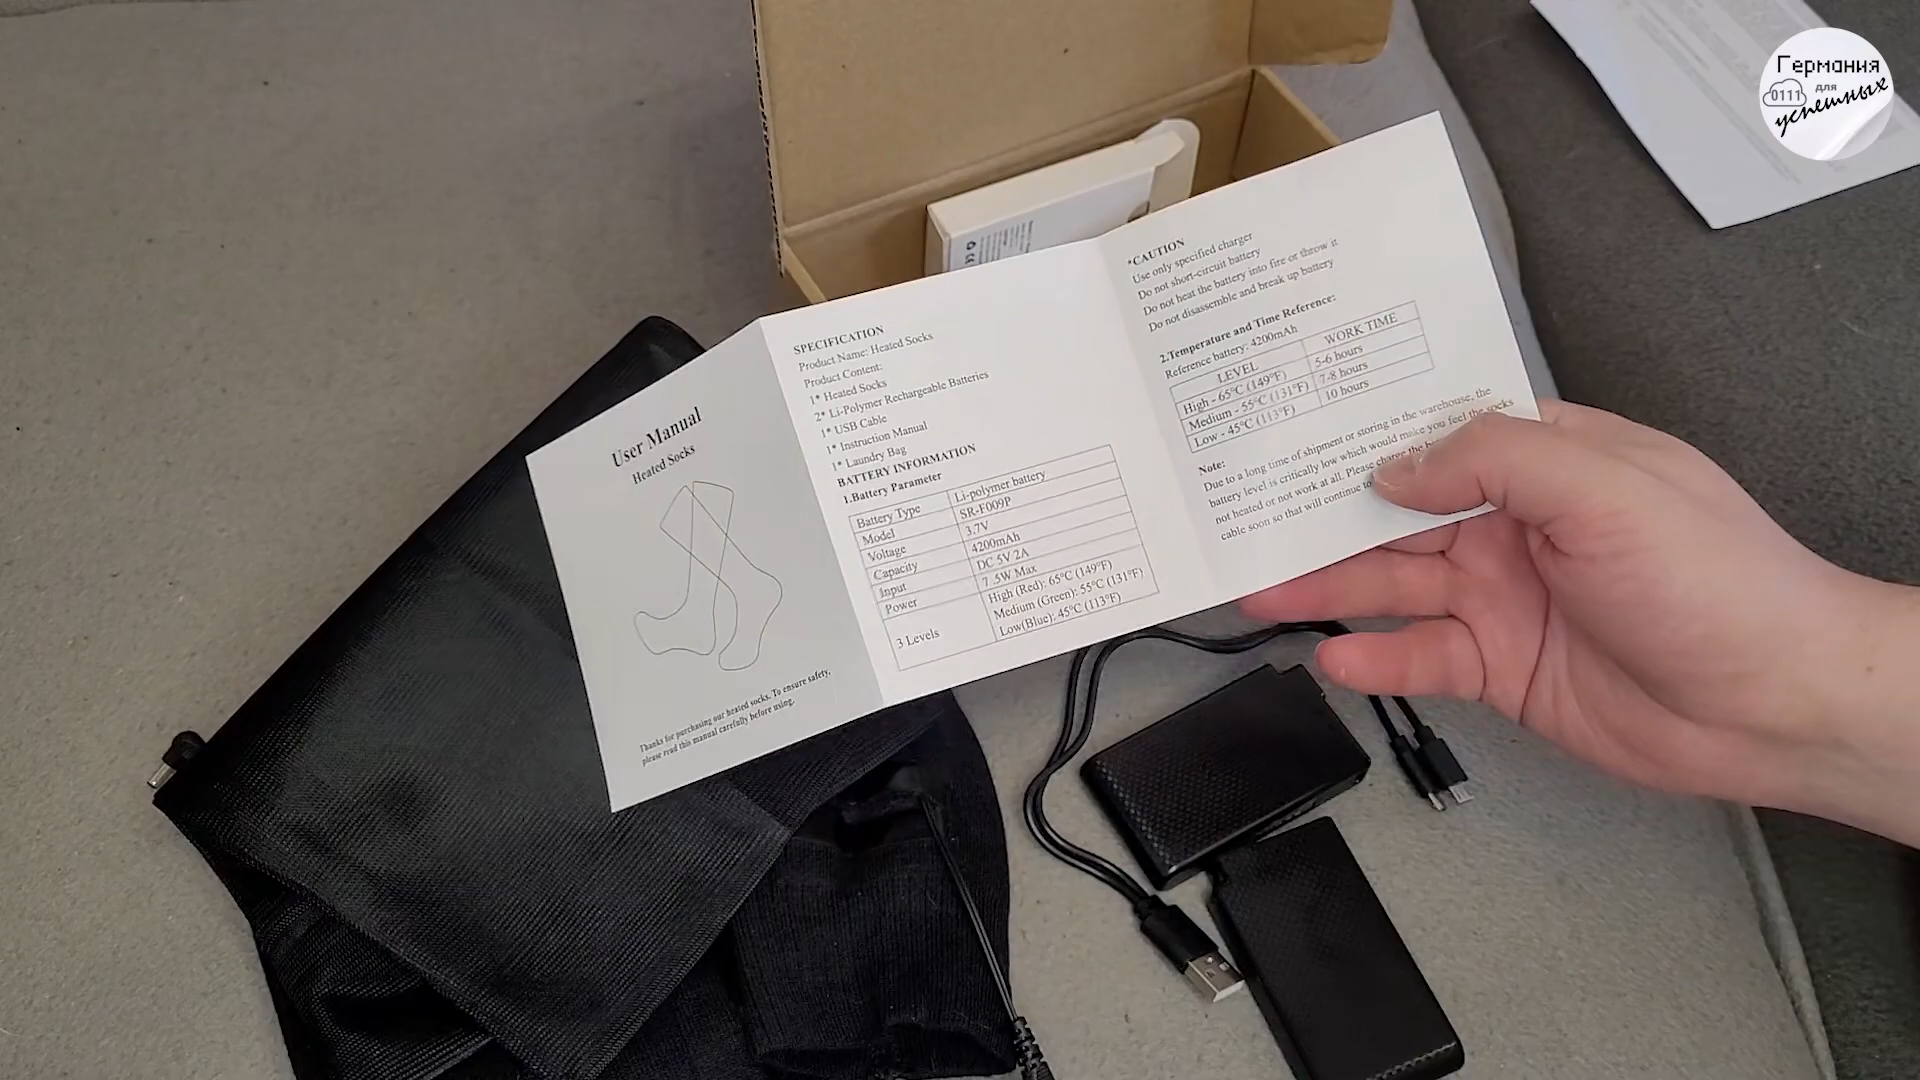 Германия
0111 для
успешных
User Manual
Heated Socks
Thanks for purchasing our heated socks. To ensure safety,
please read this manual carefully before using.
SPECIFICATION
Product Name: Heated Socks
Product Content:
1* Heated Socks
2* Li-Polymer Rechargeable Batteries
1* USB Cable
1* Instruction Manual
1* Laundry Bag
BATTERY INFORMATION
1.Battery Parameter
Battery Type Li-polymer battery
Model SR-F009P
Voltage 3.7V
Capacity 4200mAh
Input DC 5V 2A
Power 7 .5W Max
3 Levels High (Red): 65°C (149°F)
Medium (Green): 55°C (131°F)
Low(Blue): 45°C (113°F)
*CAUTION
Use only specified charger
Do not short-circuit battery
Do not heat the battery into fire or throw it
Do not disassemble and break up battery
2.Temperature and Time Reference:
Reference battery: 4200mAh
LEVEL WORK TIME
High - 65°C (149°F) 5-6 hours
Medium - 55°C (131°F) 7-8 hours
Low - 45°C (113°F) 10 hours
Note:
Due to a long time of shipment or storing in the warehouse, the
battery level is critically low which would make you feel the socks
not heated or not work at all. Please charge the
cable soon so that will continue to